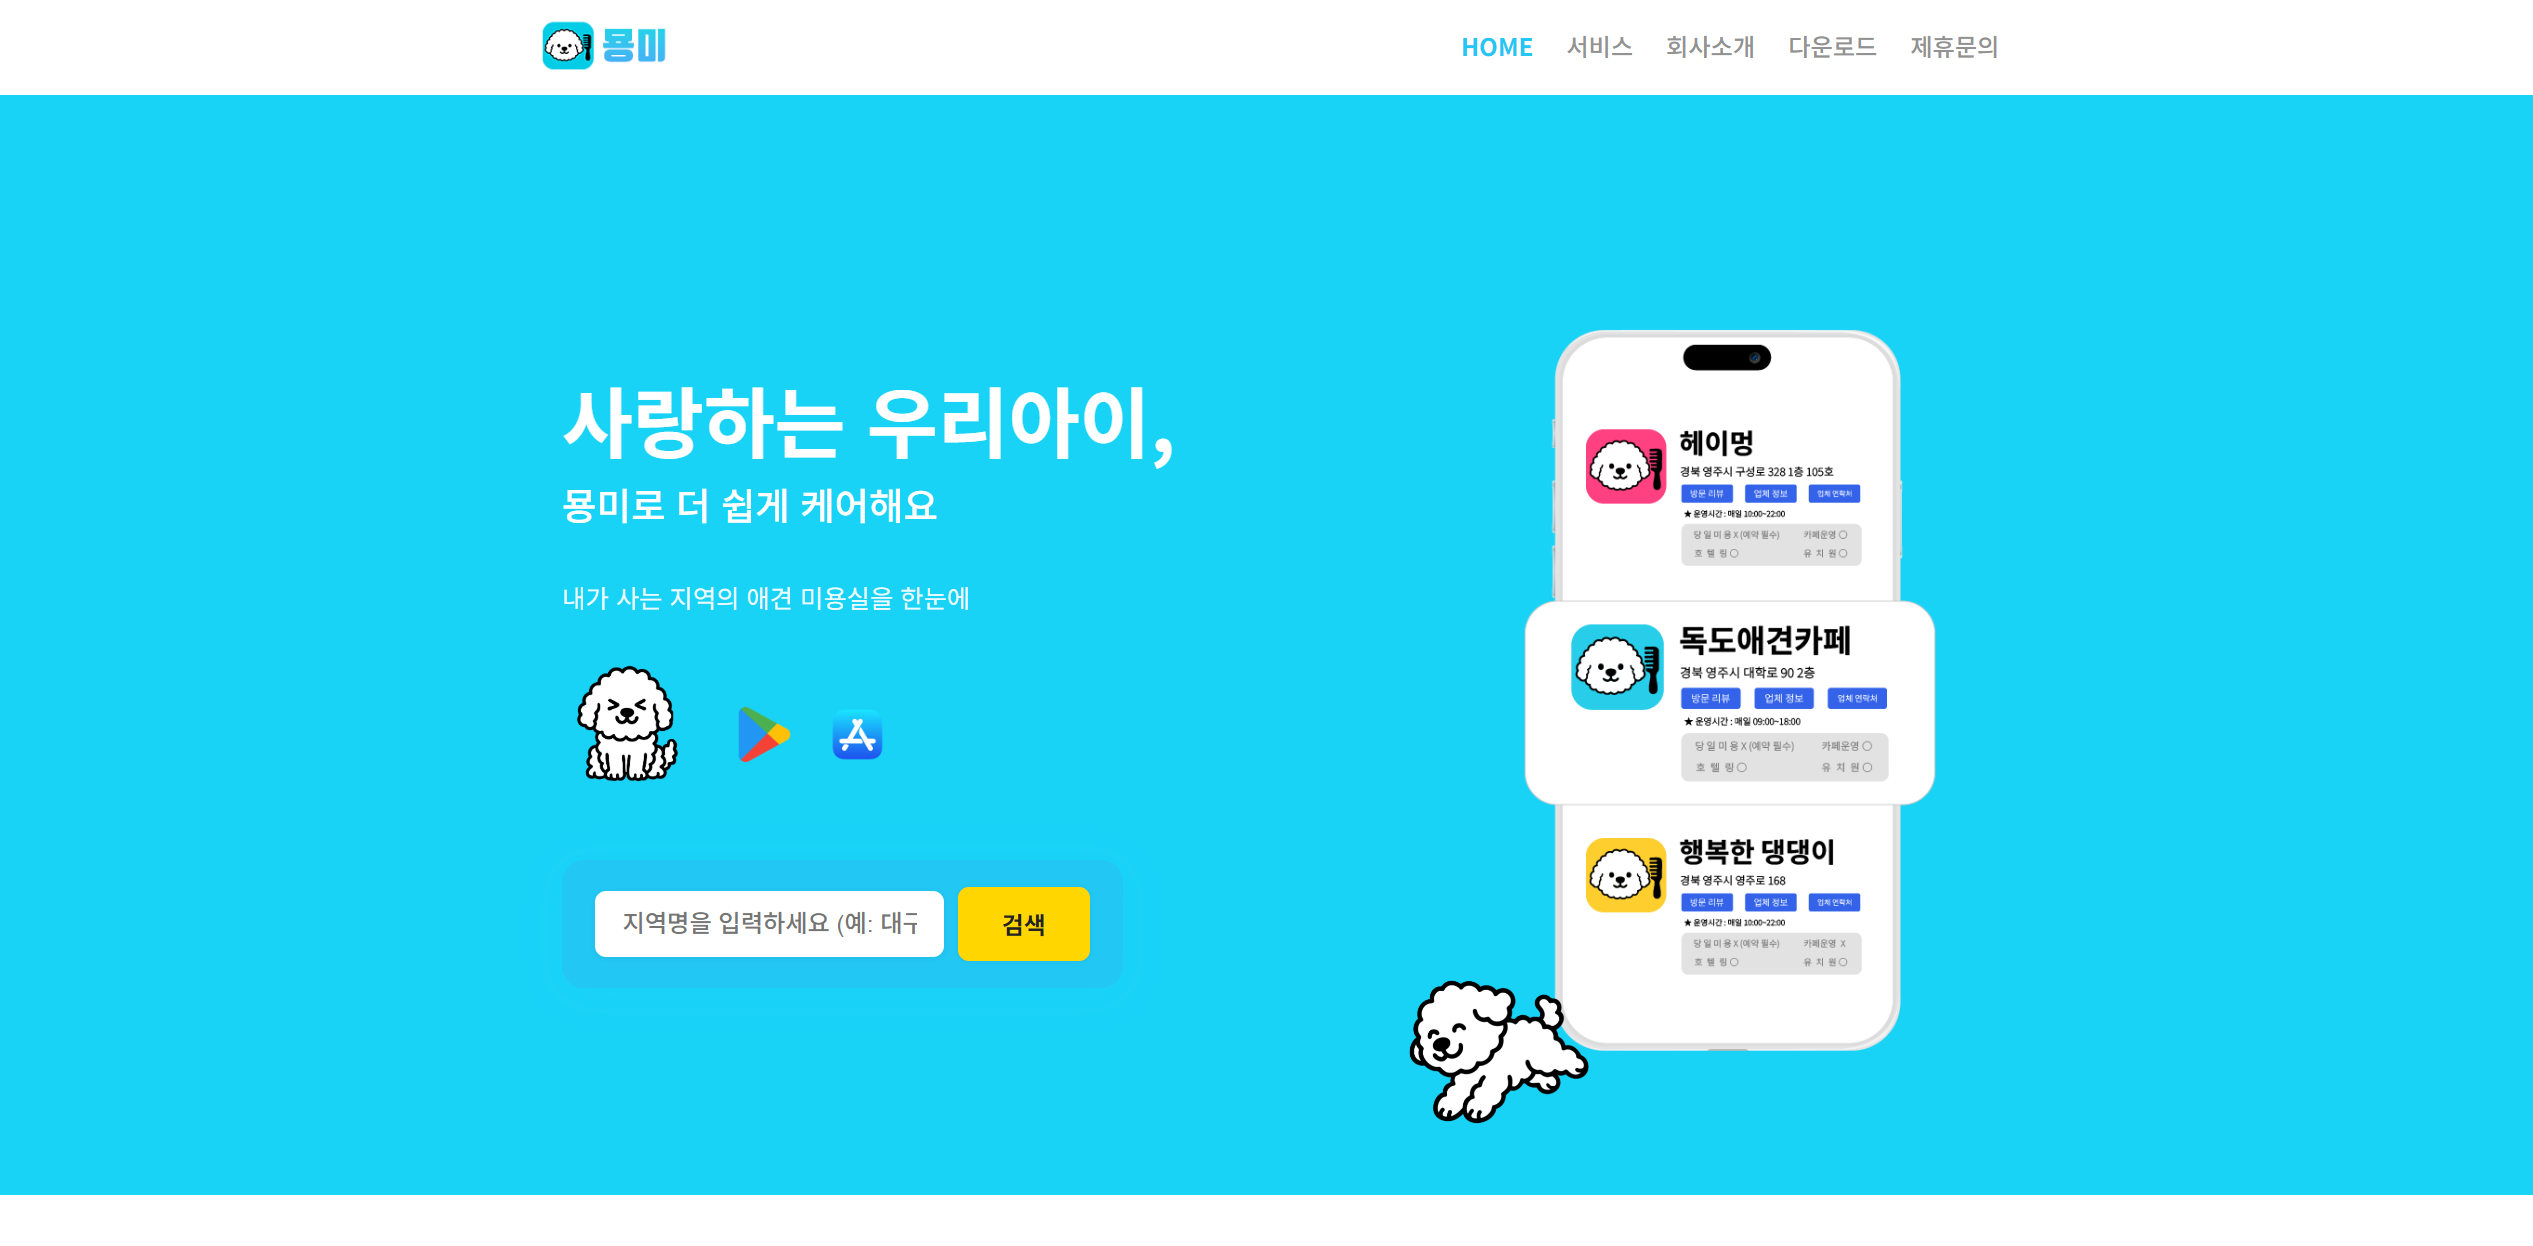 묭미
HOME 서비스 회사소개 다운로드 제휴문의
사랑하는 우리아이,
묭미로 더 쉽게 케어해요
내가 사는 지역의 애견 미용실을 한눈에
지역명을 입력하세요 (예: 대구
검색
헤이멍
경북 영주시 구성로 328 1층 105호
방문 리뷰 업체 정보 업체 연락처
★ 운영시간 : 매일 10:00~22:00
당 일 미 용 X (예약 필수) 카페운영 ○
호 텔 링 ○ 유 치 원 ○
독도애견카페
경북 영주시 대학로 90 2층
방문 리뷰 업체 정보 업체 연락처
★ 운영시간 : 매일 09:00~18:00
당 일 미 용 X (예약 필수) 카페운영 ○
호 텔 링 ○ 유 치 원 ○
행복한 댕댕이
경북 영주시 영주로 168
방문 리뷰 업체 정보 업체 연락처
★ 운영시간 : 매일 10:00~22:00
당 일 미 용 X (예약 필수) 카페운영 X
호 텔 링 ○ 유 치 원 ○